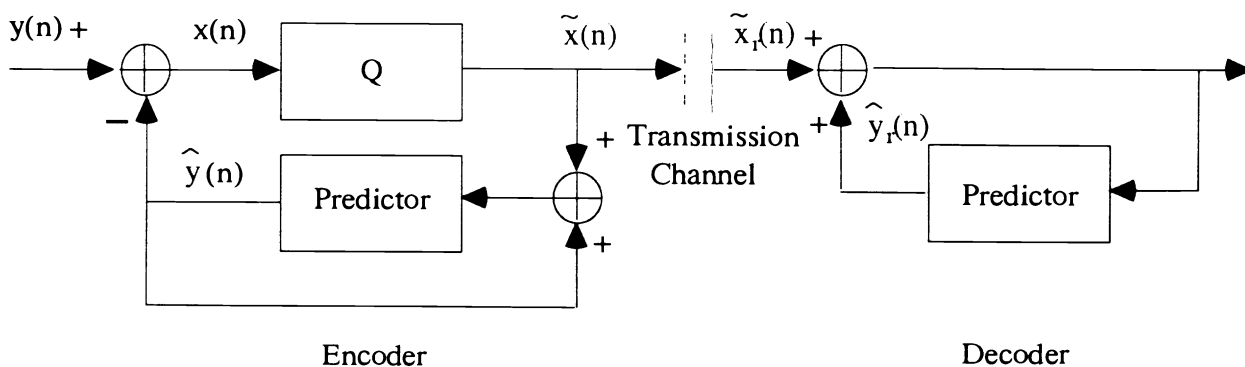 y(n) +
x(n)
Q
x̃(n)
x̃ᵣ(n) +
−
ŷ(n)
Predictor
+
+
Transmission
Channel
+
ŷᵣ(n)
Predictor
Encoder
Decoder